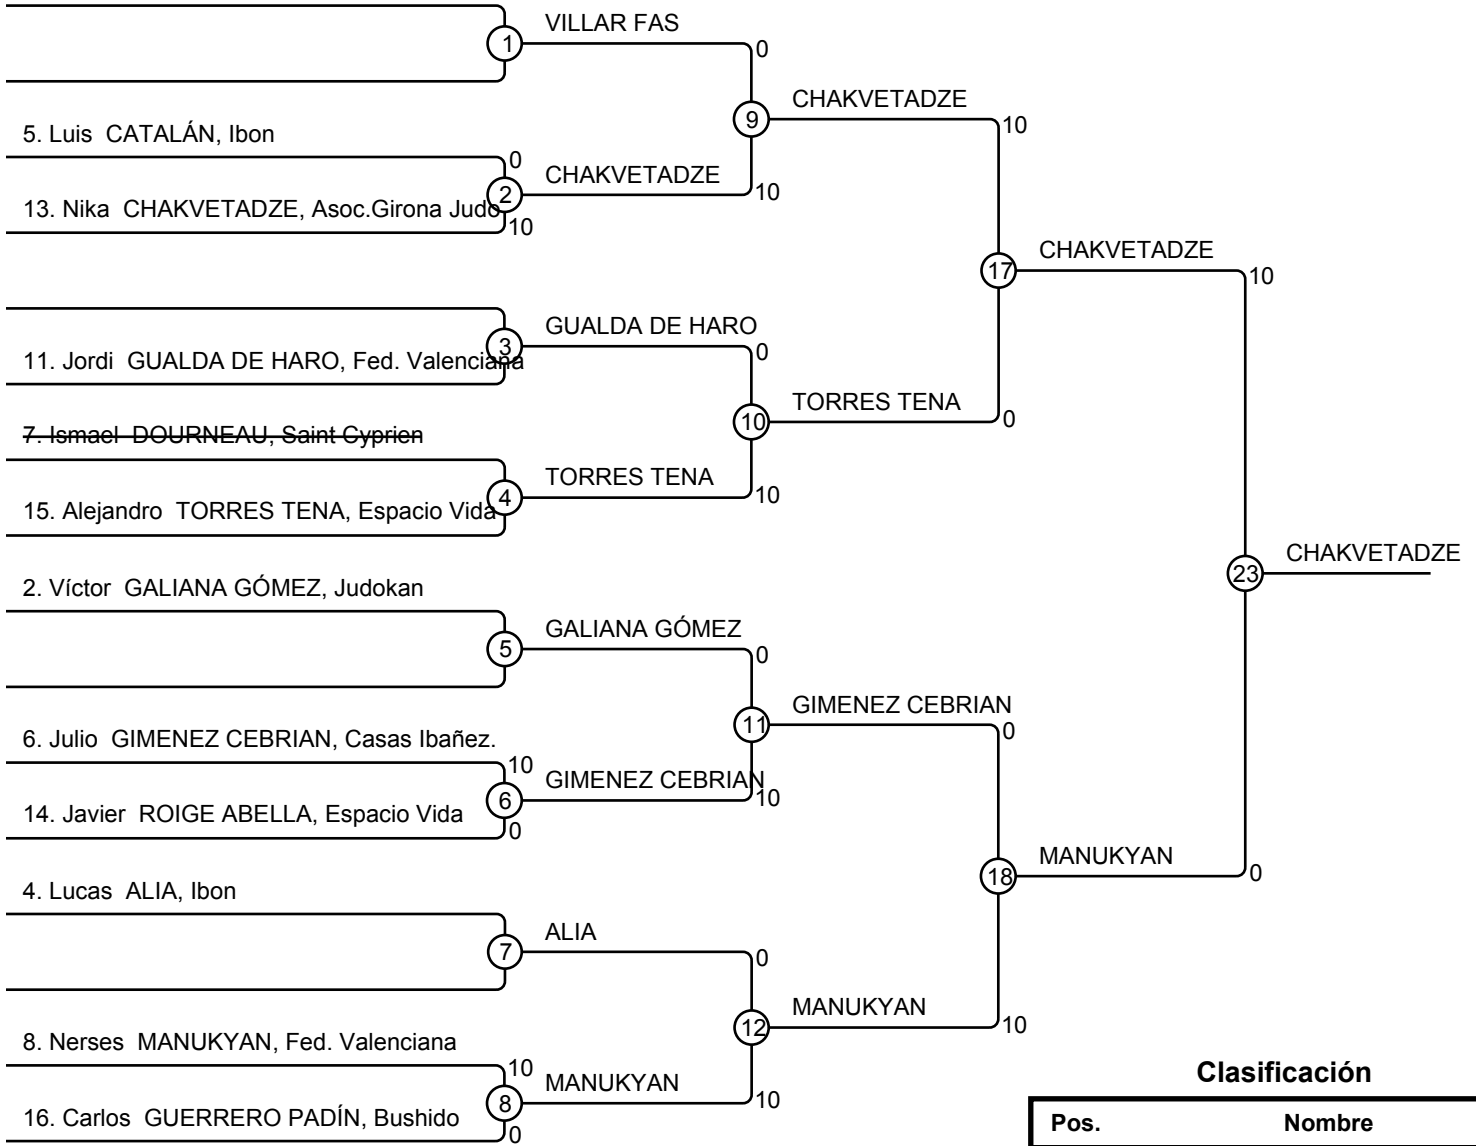 VILLAR FAS
1
0
CHAKVETADZE
9
10
5. Luis CATALÁN, Ibon
0
CHAKVETADZE
2
10
13. Nika CHAKVETADZE, Asoc.Girona Judo
10
CHAKVETADZE
17
10
GUALDA DE HARO
3
0
11. Jordi GUALDA DE HARO, Fed. Valenciana
TORRES TENA
10
0
7. Ismael DOURNEAU, Saint Cyprien
TORRES TENA
4
10
15. Alejandro TORRES TENA, Espacio Vida
CHAKVETADZE
23
2. Víctor GALIANA GÓMEZ, Judokan
GALIANA GÓMEZ
5
0
GIMENEZ CEBRIAN
11
0
6. Julio GIMENEZ CEBRIAN, Casas Ibañez.
10
GIMENEZ CEBRIAN
6
10
14. Javier ROIGE ABELLA, Espacio Vida
0
MANUKYAN
18
0
4. Lucas ALIA, Ibon
ALIA
7
0
MANUKYAN
12
10
8. Nerses MANUKYAN, Fed. Valenciana
10
MANUKYAN
8
10
16. Carlos GUERRERO PADÍN, Bushido
0
Clasificación
Pos. Nombre